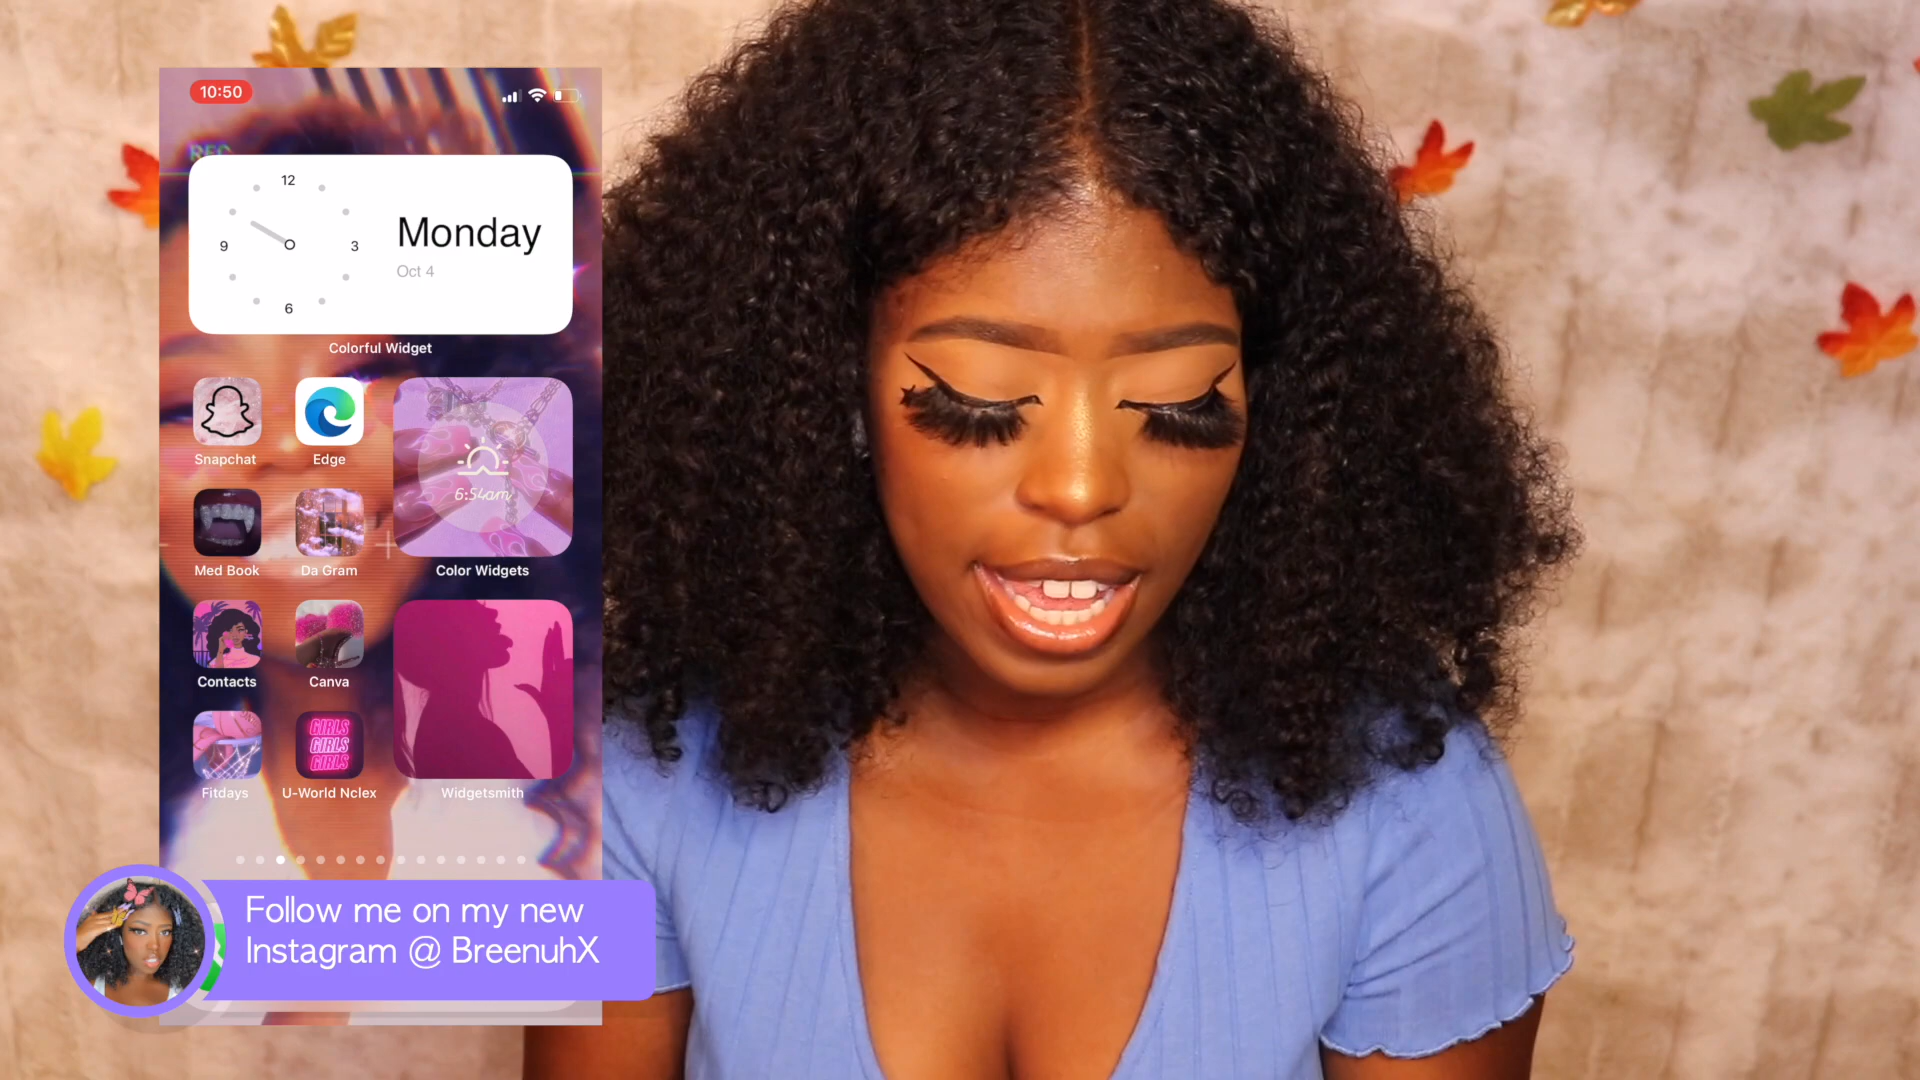 10:50
REC
12
9
3
6
Monday
Oct 4
Colorful Widget
Snapchat
Edge
6:54am
Med Book
Da Gram
Color Widgets
Contacts
Canva
GIRLS
GIRLS
GIRLS
Fitdays
U-World Nclex
Widgetsmith
Follow me on my new
Instagram @ BreenuhX